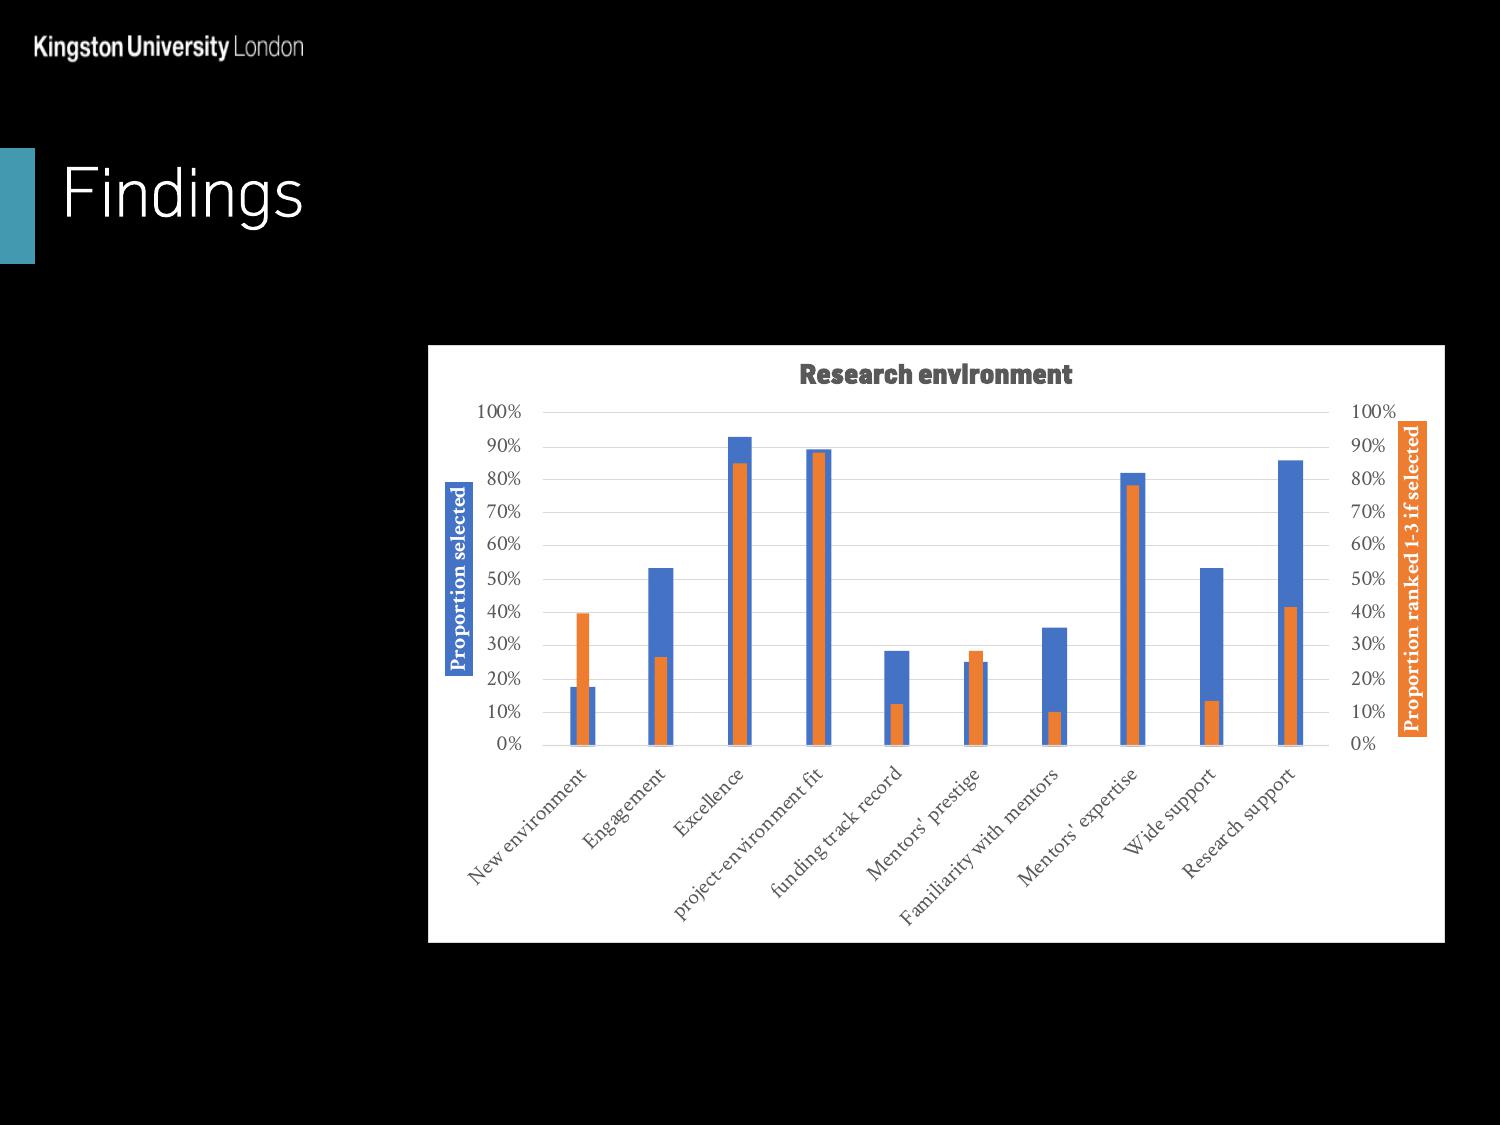 Kingston University London
Findings
Research environment
100%
90%
80%
70%
60%
50%
40%
30%
20%
10%
0%
Proportion selected
100%
90%
80%
70%
60%
50%
40%
30%
20%
10%
0%
Proportion ranked 1-3 if selected
New environment
Engagement
Excellence
project-environment fit
funding track record
Mentors' prestige
Familiarity with mentors
Mentors' expertise
Wide support
Research support